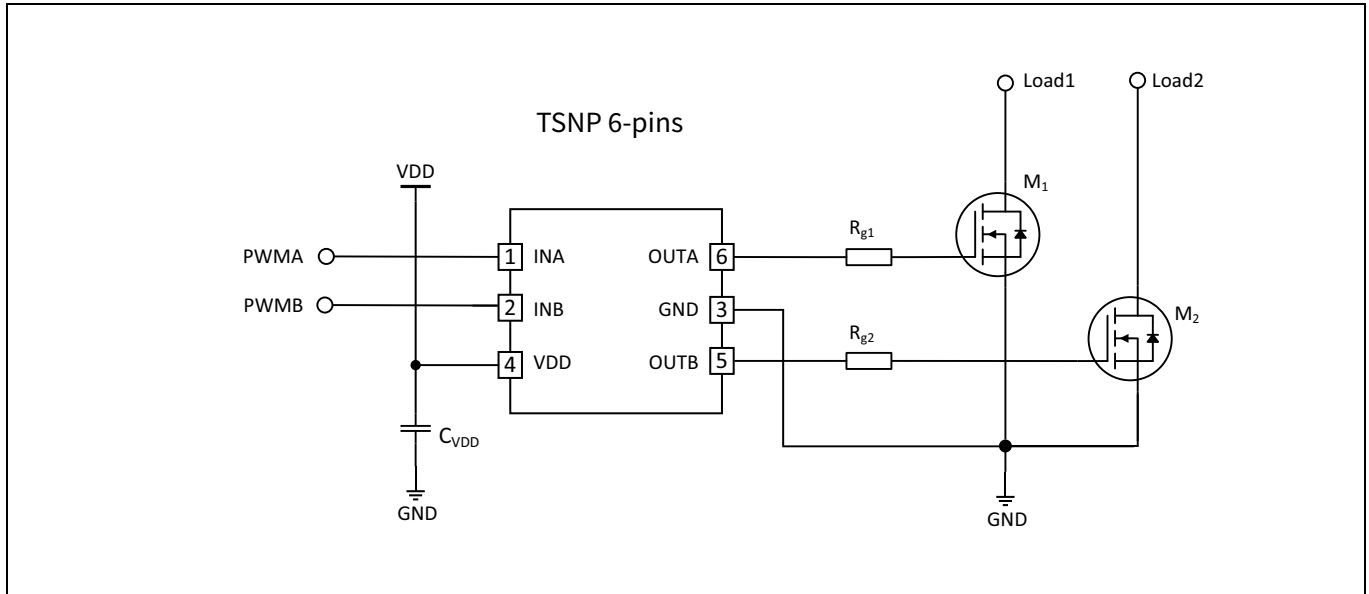 Load1
Load2
TSNP 6-pins
VDD
M1
PWMA
1
INA
OUTA
6
Rg1
PWMB
2
INB
GND
3
M2
4
VDD
OUTB
5
Rg2
CVDD
GND
GND